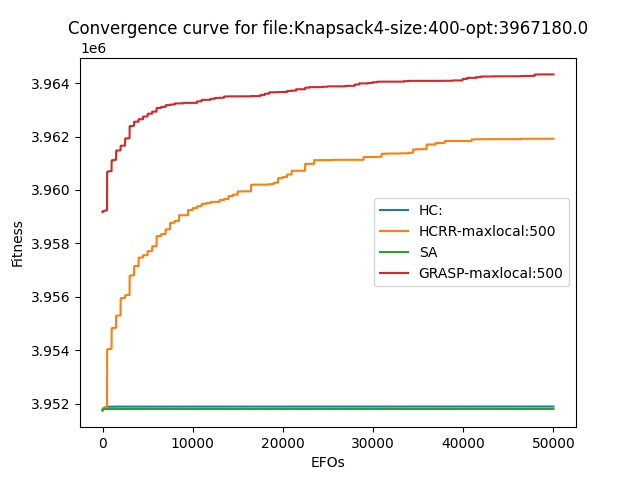 Convergence curve for file:Knapsack4-size:400-opt:3967180.0
1e6
3.964
3.962
3.960
3.958
3.956
3.954
3.952
Fitness
HC:
HCRR-maxlocal:500
SA
GRASP-maxlocal:500
0 10000 20000 30000 40000 50000
EFOs